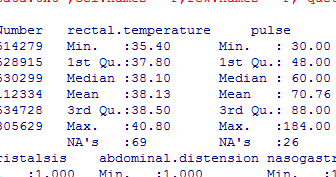 Number rectal.temperature pulse
514279 Min. :35.40 Min. : 30.00
528915 1st Qu.:37.80 1st Qu.: 48.00
530299 Median :38.10 Median : 60.00
112334 Mean :38.13 Mean : 70.76
534728 3rd Qu.:38.50 3rd Qu.: 88.00
305629 Max. :40.80 Max. :184.00
NA's :69 NA's :26
ristalsis abdominal.distension nasogastr
:1.000 Min. :1.000 Min. :1